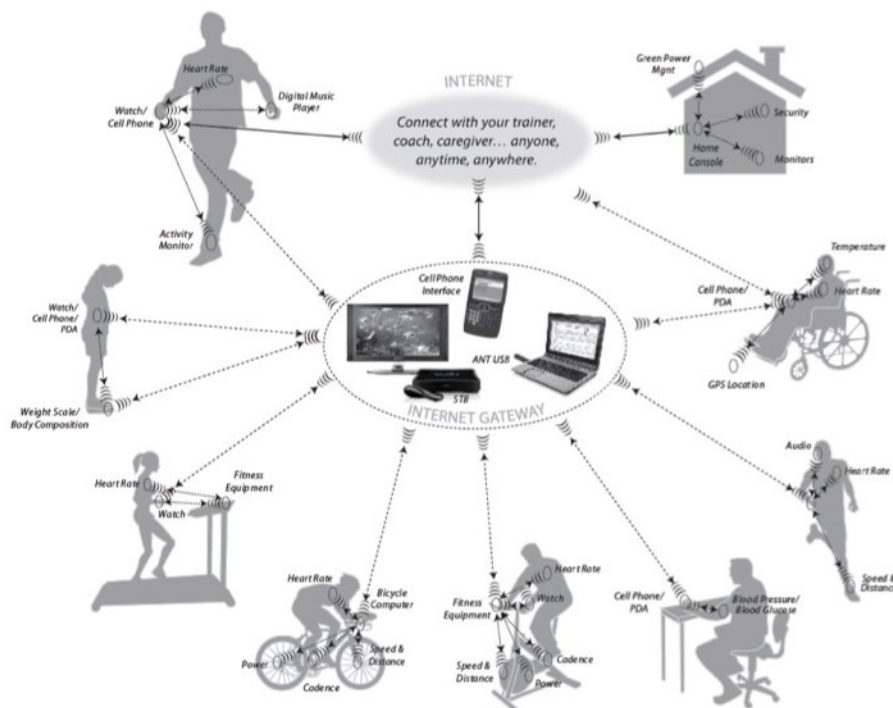 Heart Rate
Digital Music
Player
Watch/
Cell Phone
Activity
Monitor
INTERNET
Connect with your trainer,
coach, caregiver... anyone,
anytime, anywhere.
Green Power
Mgnt
Security
Home
Console
Monitors
Cell Phone
Interface
ANT USB
STB
INTERNET GATEWAY
Temperature
Cell Phone/
PDA
Heart Rate
GPS Location
Watch/
Cell Phone/
PDA
Weight Scale/
Body Composition
Heart Rate
Fitness
Equipment
Watch
Heart Rate
Bicycle
Computer
Power
Speed &
Distance
Cadence
Heart Rate
Fitness
Equipment
Watch
Speed &
Distance
Cadence
Power
Cell Phone/
PDA
Blood Pressure/
Blood Glucose
Audio
Heart Rate
Speed &
Distance